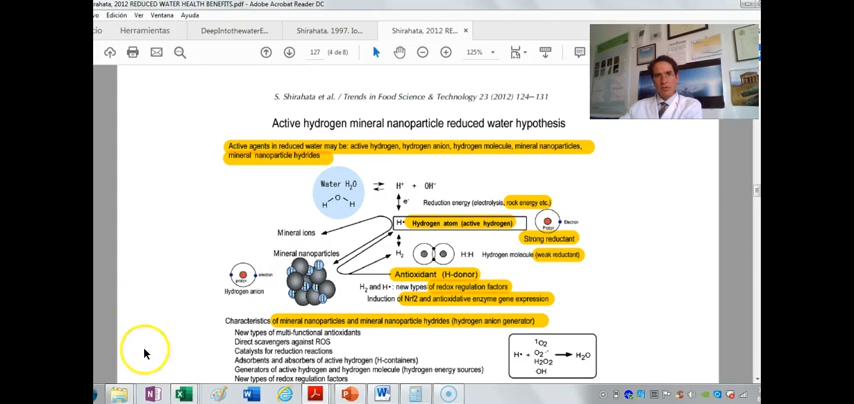 hirahata, 2012 REDUCED WATER HEALTH BENEFITS.pdf - Adobe Acrobat Reader DC
vo Edición Ver Ventana Ayuda
cio Herramientas DeepIntothewaterE... Shirahata, 1997. Io... Shirahata, 2012 RE... ×
127 (4 de 8) 125%
S. Shirahata et al. / Trends in Food Science & Technology 23 (2012) 124–131
Active hydrogen mineral nanoparticle reduced water hypothesis
Active agents in reduced water may be: active hydrogen, hydrogen anion, hydrogen molecule, mineral nanoparticles,
mineral nanoparticle hydrides
Water H₂O
H⁺ + OH⁻
H O H
e⁻
Reduction energy (electrolysis, rock energy etc.)
H• Hydrogen atom (active hydrogen)
Proton Electron
Mineral ions
Strong reductant
Mineral nanoparticles
H₂
H:H Hydrogen molecule (weak reductant)
proton electron
Antioxidant (H-donor)
Hydrogen anion
H₂ and H• : new types of redox regulation factors
Induction of Nrf2 and antioxidative enzyme gene expression
Characteristics of mineral nanoparticles and mineral nanoparticle hydrides (hydrogen anion generator)
New types of multi-functional antioxidants
Direct scavengers against ROS
Catalysts for reduction reactions
Adsorbents and absorbers of active hydrogen (H-containers)
Generators of active hydrogen and hydrogen molecule (hydrogen energy sources)
New types of redox regulation factors
¹O₂
H• + O₂•⁻ → H₂O
H₂O₂
OH